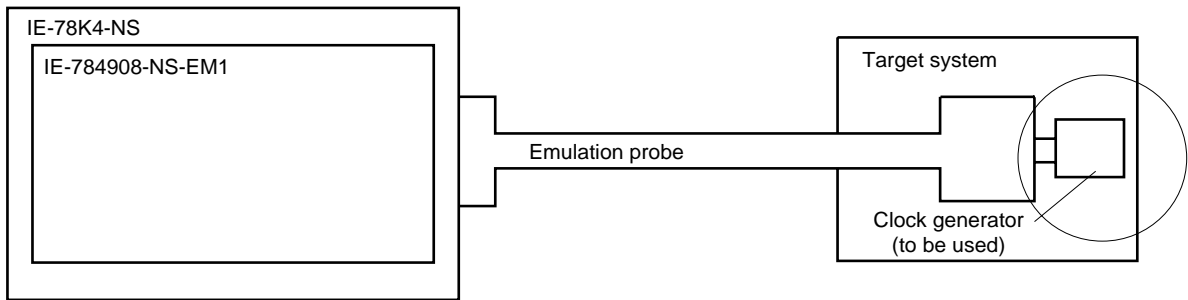 IE-78K4-NS
IE-784908-NS-EM1
Target system
Emulation probe
Clock generator
(to be used)